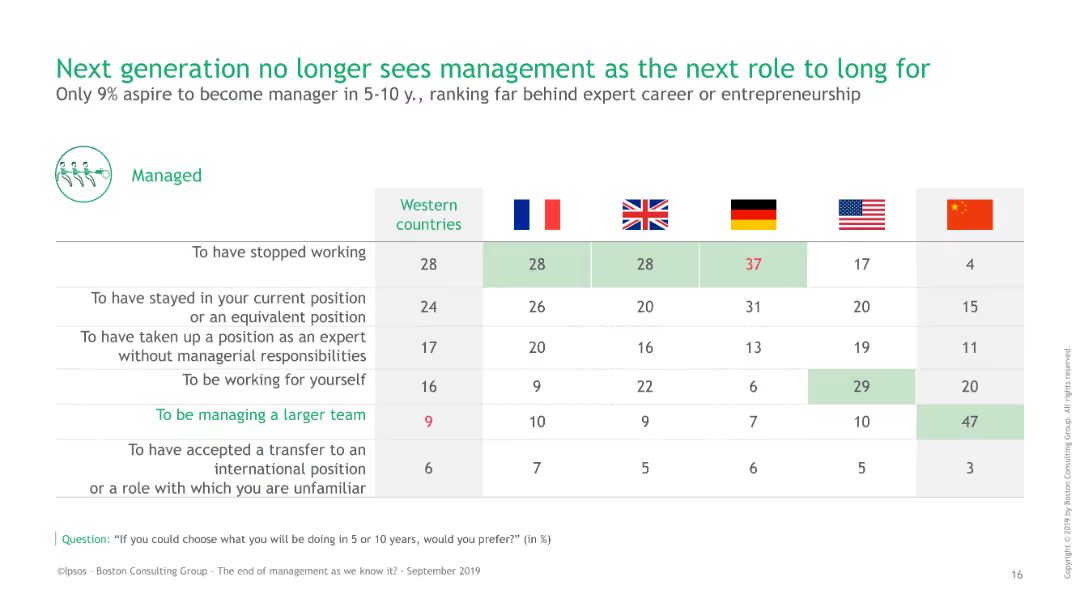 Next generation no longer sees management as the next role to long for
Only 9% aspire to become manager in 5-10 y., ranking far behind expert career or entrepreneurship
Managed
Western
countries
To have stopped working
28 28 28 37 17 4
To have stayed in your current position
or an equivalent position
24 26 20 31 20 15
To have taken up a position as an expert
without managerial responsibilities
17 20 16 13 19 11
To be working for yourself
16 9 22 6 29 20
To be managing a larger team
9 10 9 7 10 47
To have accepted a transfer to an
international position
or a role with which you are unfamiliar
6 7 5 6 5 3
Question: “If you could choose what you will be doing in 5 or 10 years, would you prefer?” (in %)
©Ipsos – Boston Consulting Group – The end of management as we know it? - September 2019
16
Copyright © 2019 by Boston Consulting Group. All rights reserved.